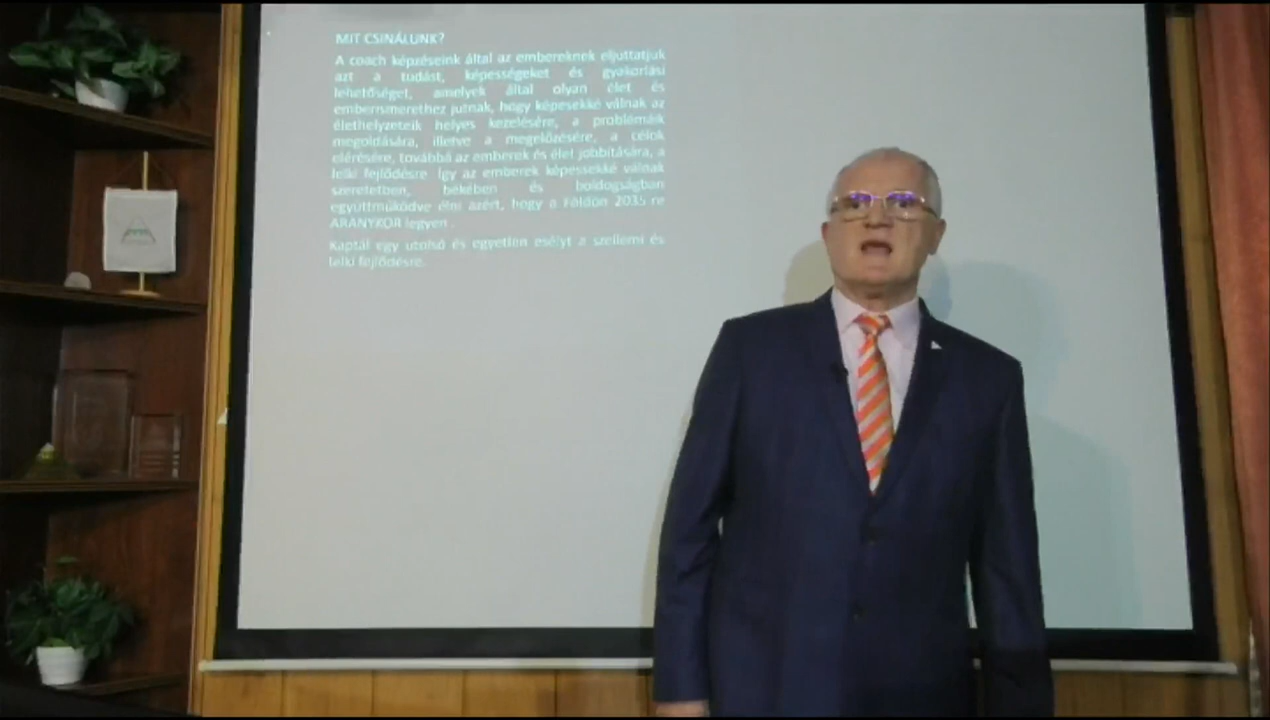 MIT CSINÁLUNK?
A coach képzéseink által az embereknek eljuttatjuk
azt a tudást, képességeket és gyakorlási
lehetőséget, amelyek által olyan élet és
emberismerethez jutnak, hogy képesekké válnak az
élethelyzeteik helyes kezelésére, a problémáik
megoldására, illetve a megelőzésére, a célok
elérésére, továbbá az emberek és élet jobbítására, a
lelki fejlődésre. Így az emberek képessekké válnak
szeretetben, békében és boldogságban
együttműködve élni azért, hogy a Földön 2035-re
ARANYKOR legyen .
Kaptál egy utolsó és egyetlen esélyt a szellemi és
lelki fejlődésre.